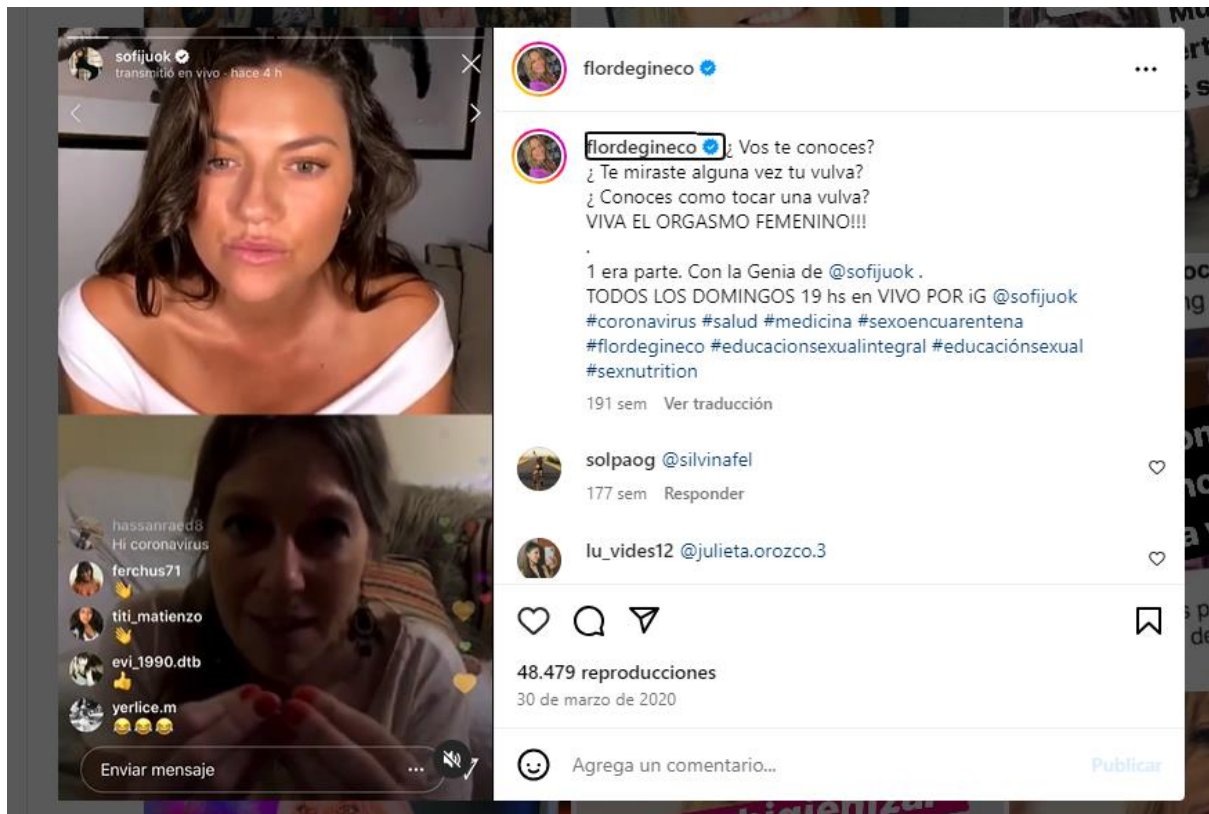 sofijuok
transmitió en vivo · hace 4 h
hassanraed8
Hi coronavirus
ferchus71
titi_matienzo
evi_1990.dtb
yerlice.m
Enviar mensaje
flordegineco
flordegineco ¿ Vos te conoces?
¿ Te miraste alguna vez tu vulva?
¿ Conoces como tocar una vulva?
VIVA EL ORGASMO FEMENINO!!!
.
1 era parte. Con la Genia de @sofijuok .
TODOS LOS DOMINGOS 19 hs en VIVO POR iG @sofijuok
#coronavirus #salud #medicina #sexoencuarentena
#flordegineco #educacionsexualintegral #educaciónsexual
#sexnutrition
191 sem Ver traducción
solpaog @silvinafel
177 sem Responder
lu_vides12 @julieta.orozco.3
48.479 reproducciones
30 de marzo de 2020
Agrega un comentario...
Publicar